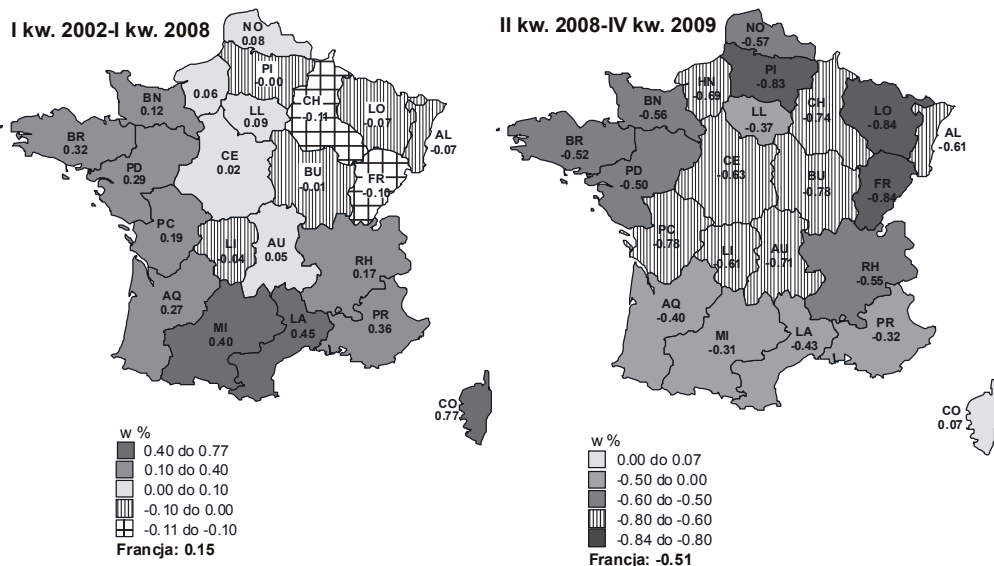 I kw. 2002-I kw. 2008
NO
0.08
PI
-0.00
0.06
BN
0.12
LL
0.09
CH
-0.11
LO
-0.07
AL
-0.07
BR
0.32
PD
0.29
CE
0.02
BU
-0.01
FR
-0.10
PC
0.19
LI
-0.04
AU
0.05
RH
0.17
AQ
0.27
MI
0.40
LA
0.45
PR
0.36
CO
0.77
w %
0.40 do 0.77
0.10 do 0.40
0.00 do 0.10
-0.10 do 0.00
-0.11 do -0.10
Francja: 0.15
II kw. 2008-IV kw. 2009
NO
-0.57
PI
-0.83
HN
-0.69
BN
-0.56
LL
-0.37
CH
-0.74
LO
-0.84
AL
-0.61
BR
-0.52
PD
-0.50
CE
-0.63
BU
-0.78
FR
-0.84
PC
-0.78
LI
-0.61
AU
-0.71
RH
-0.55
AQ
-0.40
MI
-0.31
LA
-0.43
PR
-0.32
CO
0.07
w %
0.00 do 0.07
-0.50 do 0.00
-0.60 do -0.50
-0.80 do -0.60
-0.84 do -0.80
Francja: -0.51